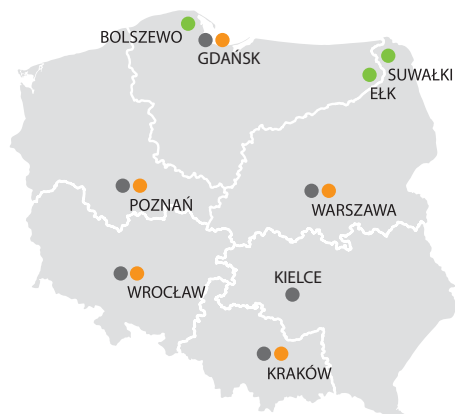 BOLSZEWO
GDAŃSK
SUWAŁKI
EŁK
POZNAŃ
WARSZAWA
KIELCE
WROCŁAW
KRAKÓW